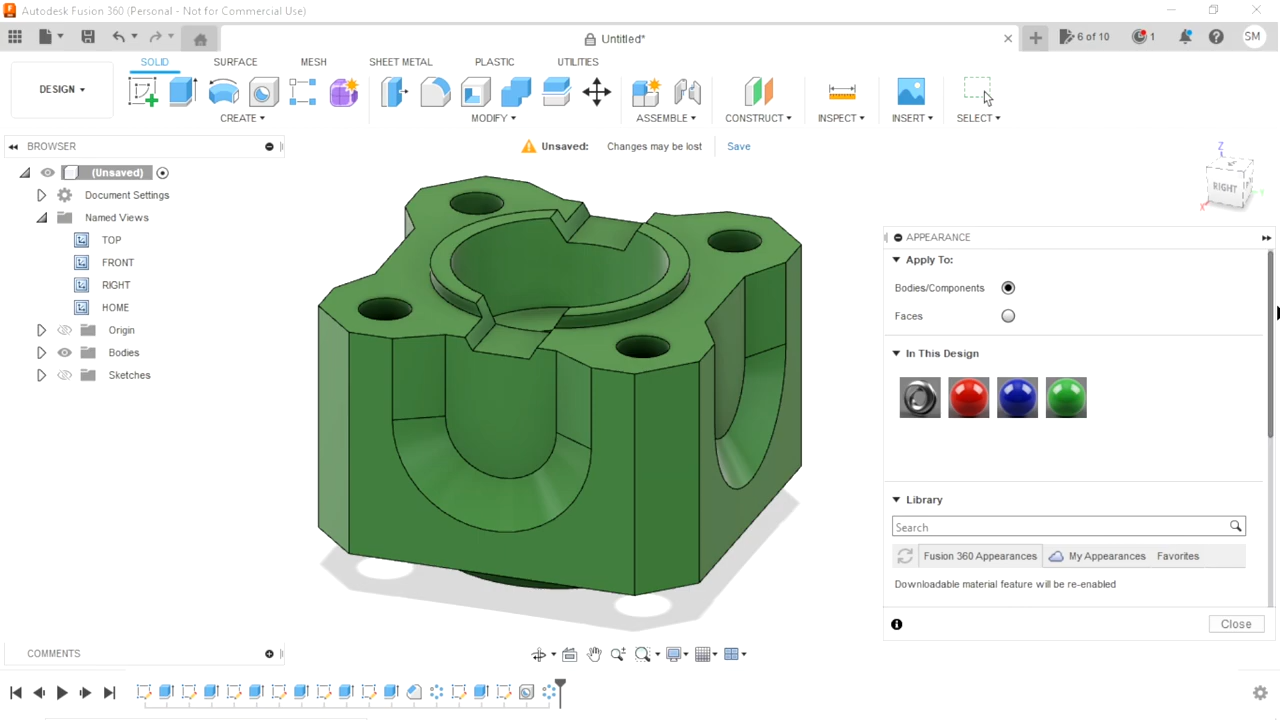 Autodesk Fusion 360 (Personal - Not for Commercial Use)
Untitled*
6 of 10
1
SM
DESIGN
SOLID
SURFACE
MESH
SHEET METAL
PLASTIC
UTILITIES
CREATE
MODIFY
ASSEMBLE
CONSTRUCT
INSPECT
INSERT
SELECT
BROWSER
Unsaved: Changes may be lost Save
(Unsaved)
Document Settings
Named Views
TOP
FRONT
RIGHT
HOME
Origin
Bodies
Sketches
Z
RIGHT
X
Y
APPEARANCE
Apply To:
Bodies/Components
Faces
In This Design
Library
Search
Fusion 360 Appearances
My Appearances
Favorites
Downloadable material feature will be re-enabled
Close
COMMENTS